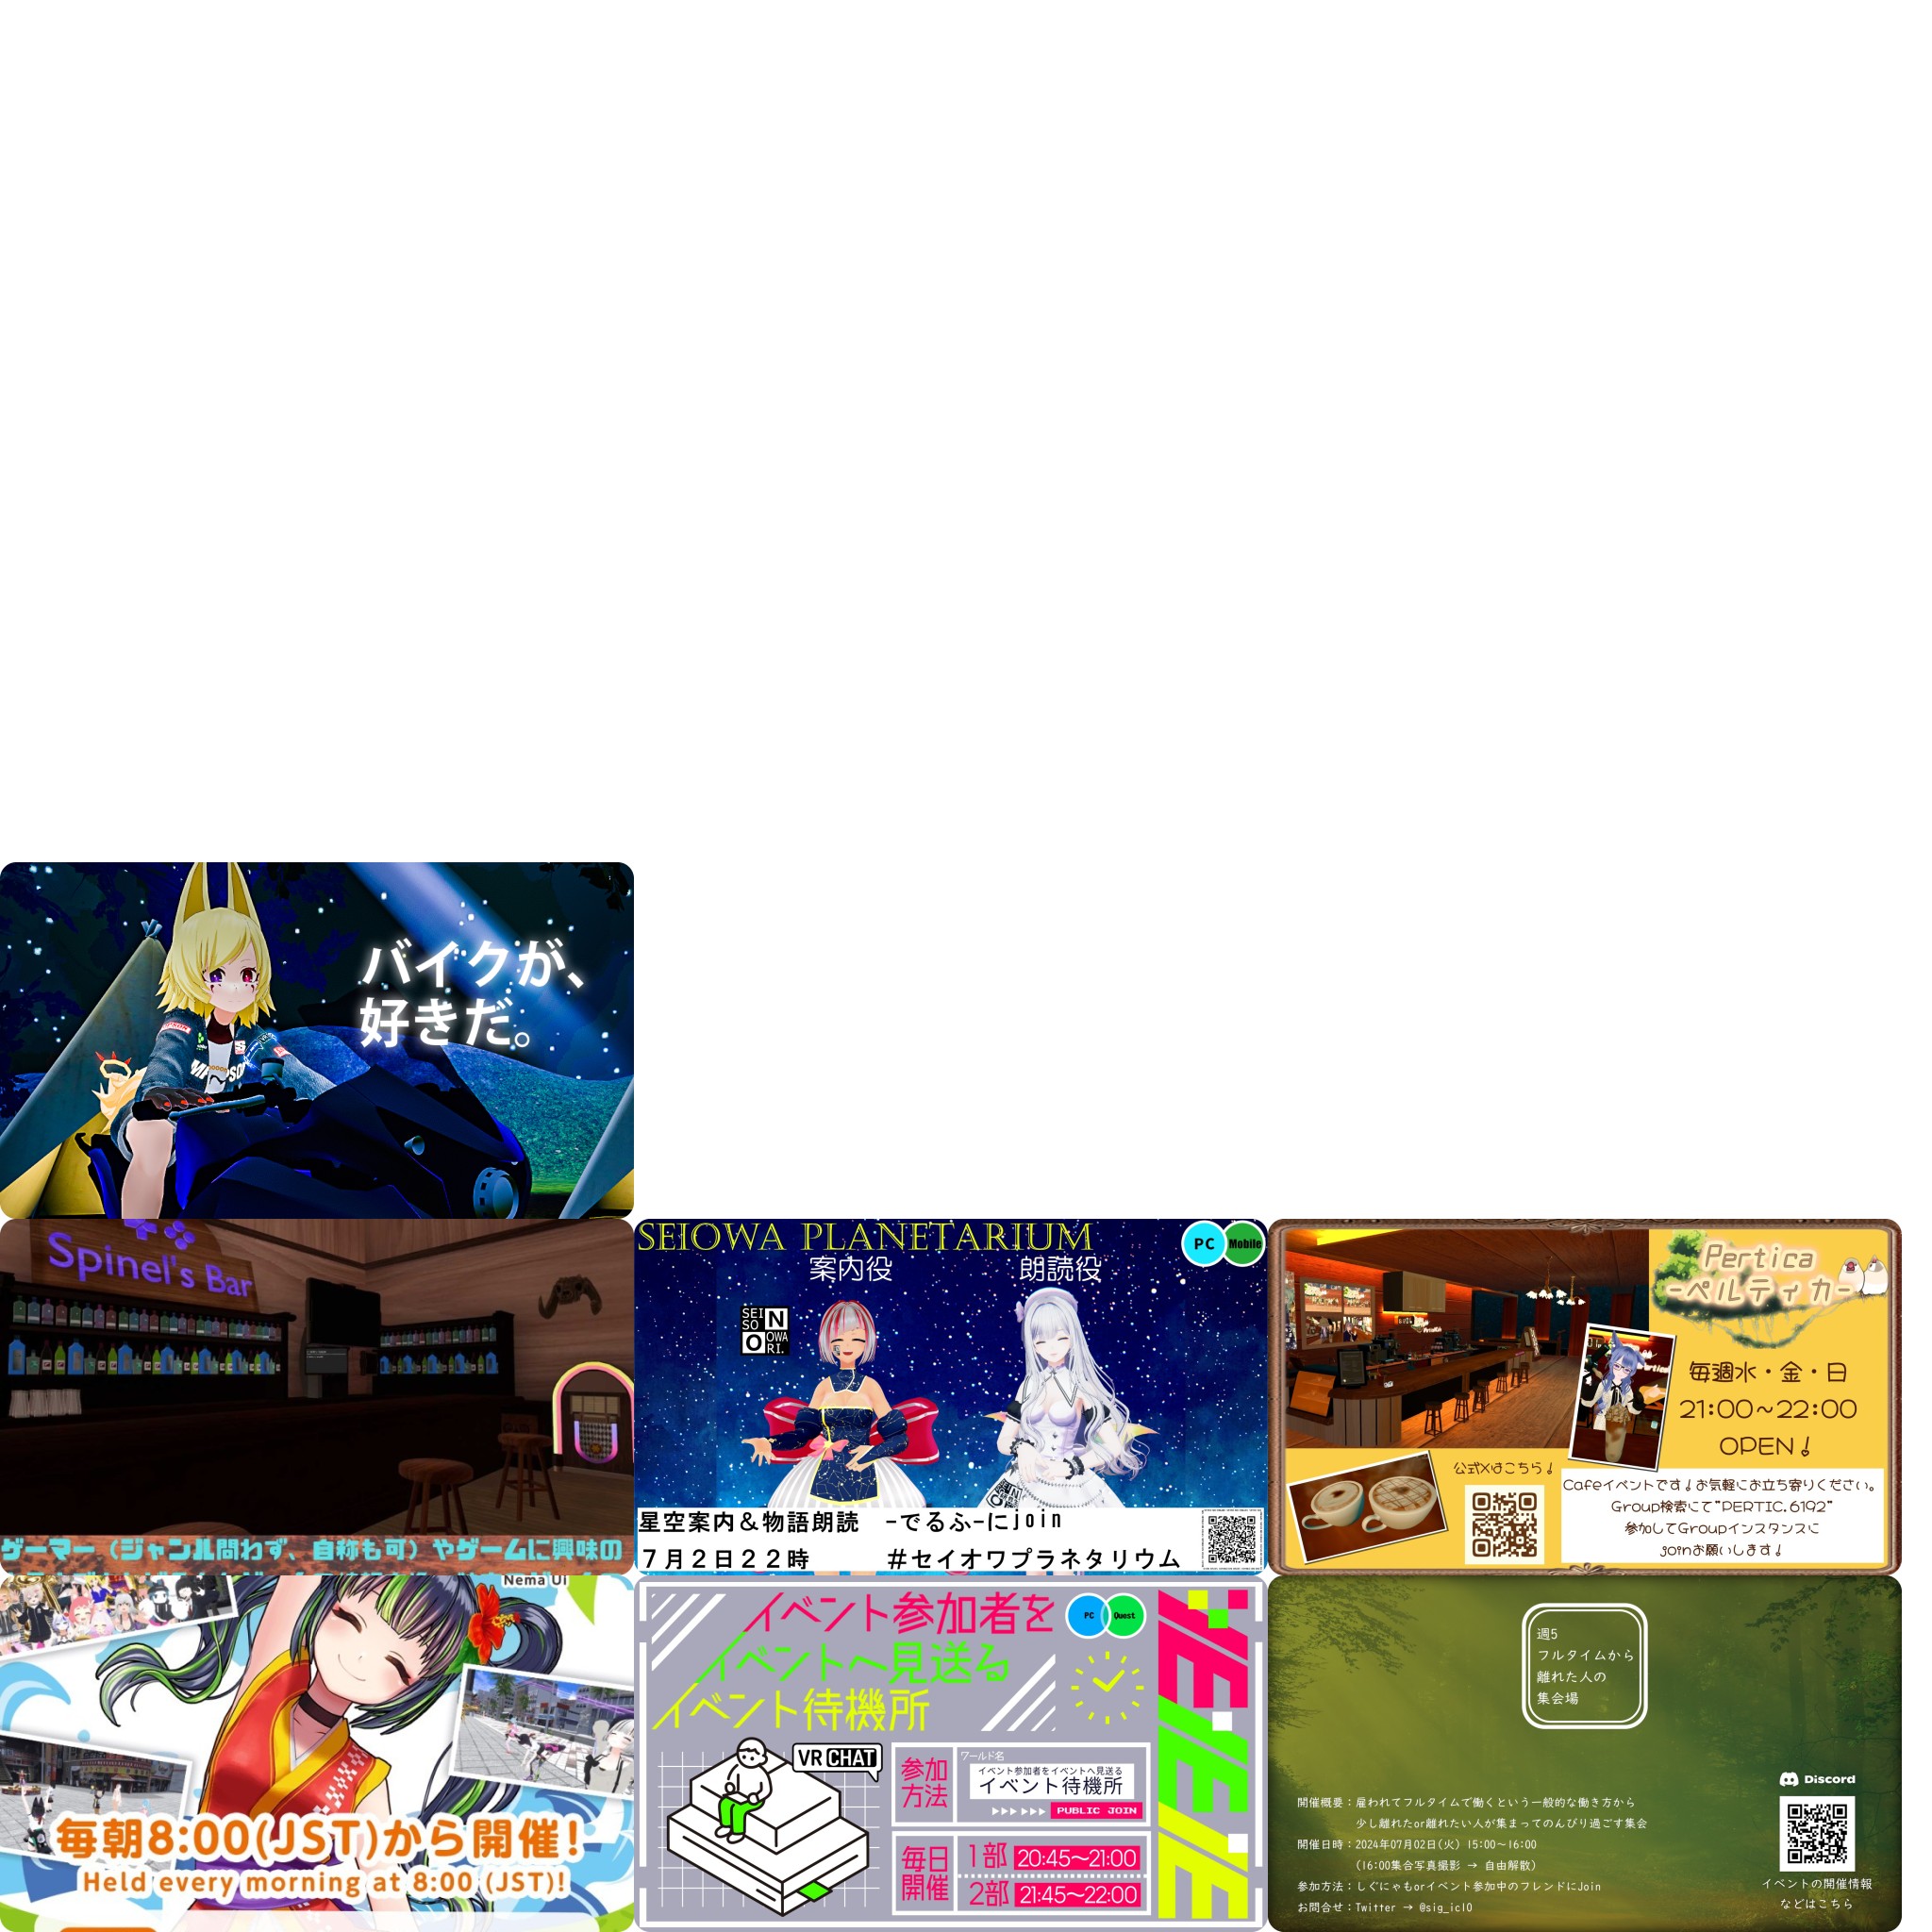 バイクが、
好きだ。
Spinel's Bar
ゲーマー（ジャンル問わず、自称も可）やゲームに興味の
SEIOWA PLANETARIUM
PC
Mobile
案内役
朗読役
SEI
SO
N
O
OWA
RI.
星空案内＆物語朗読 -でるふ-にjoin
７月２日２２時
＃セイオワプラネタリウム
Pertica
-ペルティカ-
毎週水・金・日
21:00~22:00
OPEN！
公式Xはこちら！
Cafeイベントです！お気軽にお立ち寄りください。
Group検索にて"PERTIC.6192"
参加してGroupインスタンスに
joinお願いします！
Nema UI
毎朝8:00(JST)から開催!
Held every morning at 8:00 (JST)!
イベント参加者を
イベントへ見送る
イベント待機所
PC
Quest
VRCHAT
参加
方法
ワールド名
イベント参加者をイベントへ見送る
イベント待機所
PUBLIC JOIN
毎日
開催
1部 20:45～21:00
2部 21:45～22:00
週5
フルタイムから
離れた人の
集会場
Discord
開催概要：雇われてフルタイムで働くという一般的な働き方から
少し離れたor離れたい人が集まってのんびり過ごす集会
開催日時：2024年07月02日(火) 15:00～16:00
(16:00集合写真撮影 → 自由解散)
参加方法：しぐにゃもorイベント参加中のフレンドにJoin
お問合せ：Twitter → @sig_icl0
イベントの開催情報
などはこちら